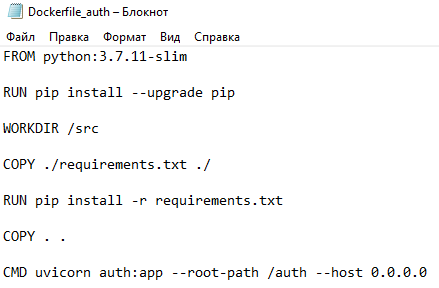 Dockerfile_auth – Блокнот
Файл Правка Формат Вид Справка
FROM python:3.7.11-slim
RUN pip install --upgrade pip
WORKDIR /src
COPY ./requirements.txt ./
RUN pip install -r requirements.txt
COPY . .
CMD uvicorn auth:app --root-path /auth --host 0.0.0.0